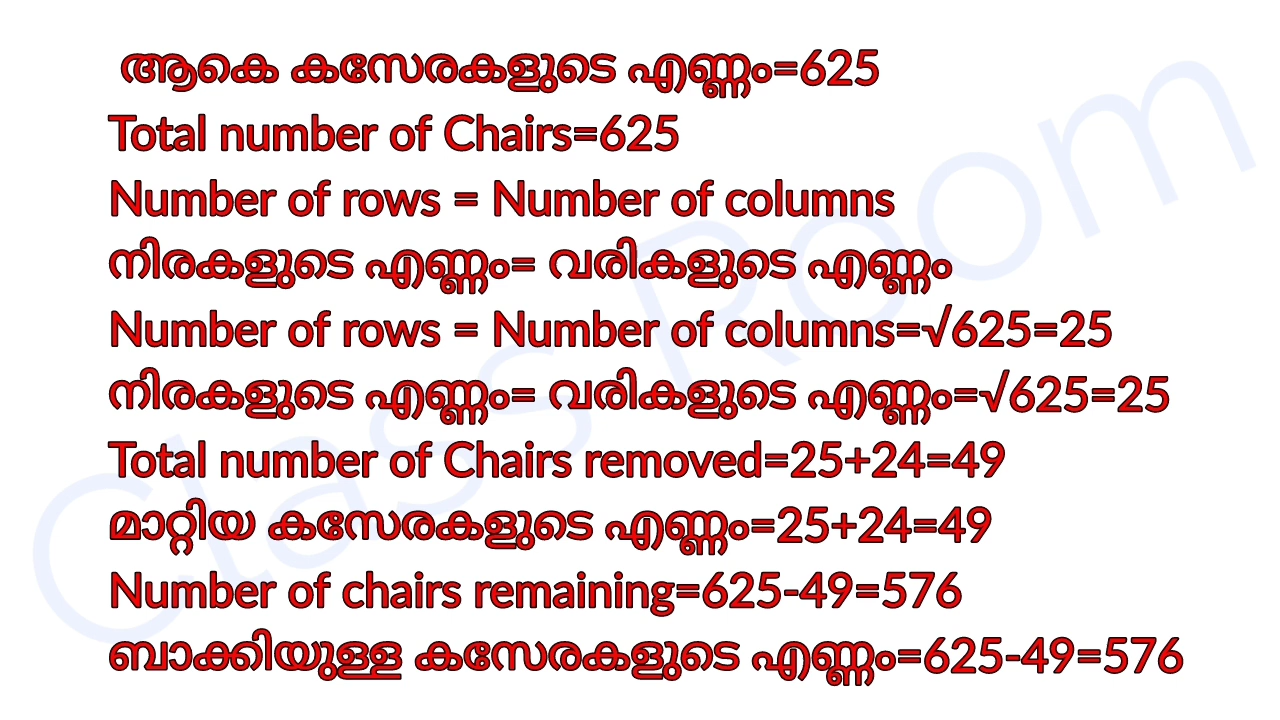 ആകെ കസേരകളുടെ എണ്ണം=625
Total number of Chairs=625
Number of rows = Number of columns
നിരകളുടെ എണ്ണം= വരികളുടെ എണ്ണം
Number of rows = Number of columns=√625=25
നിരകളുടെ എണ്ണം= വരികളുടെ എണ്ണം=√625=25
Total number of Chairs removed=25+24=49
മാറ്റിയ കസേരകളുടെ എണ്ണം=25+24=49
Number of chairs remaining=625-49=576
ബാക്കിയുള്ള കസേരകളുടെ എണ്ണം=625-49=576
Class Room